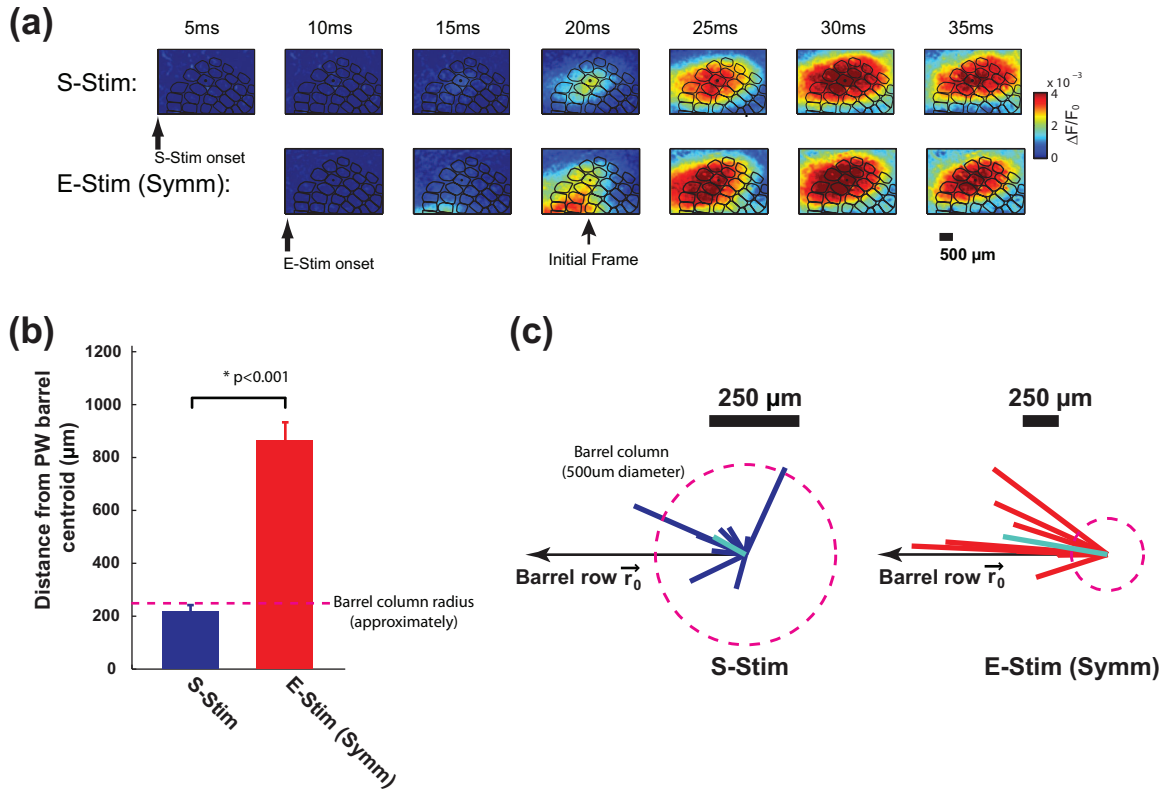 (a)
5ms 10ms 15ms 20ms 25ms 30ms 35ms
S-Stim:
S-Stim onset
E-Stim (Symm):
E-Stim onset
Initial Frame
500 µm
x 10⁻³
4
2
0
ΔF/F₀
(b)
1200
1000
800
600
400
200
0
Distance from PW barrel
centroid (µm)
* p<0.001
Barrel column radius
(approximately)
S-Stim
E-Stim (Symm)
(c)
250 µm
Barrel column
(500um diameter)
Barrel row r₀
S-Stim
250 µm
Barrel row r₀
E-Stim (Symm)